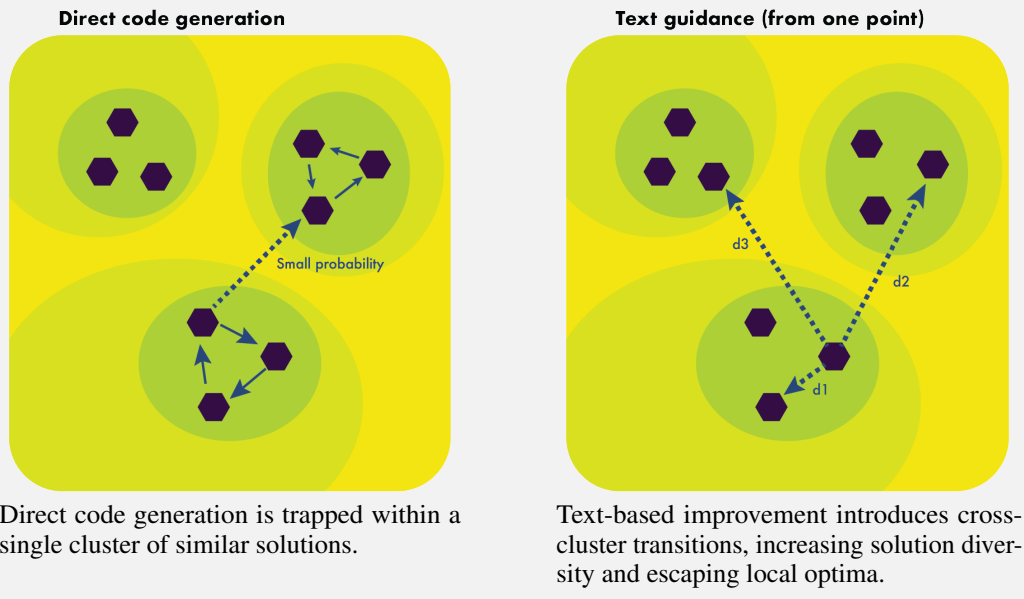 Direct code generation
Small probability
Direct code generation is trapped within a
single cluster of similar solutions.
Text guidance (from one point)
d3
d2
d1
Text-based improvement introduces cross-
cluster transitions, increasing solution diver-
sity and escaping local optima.